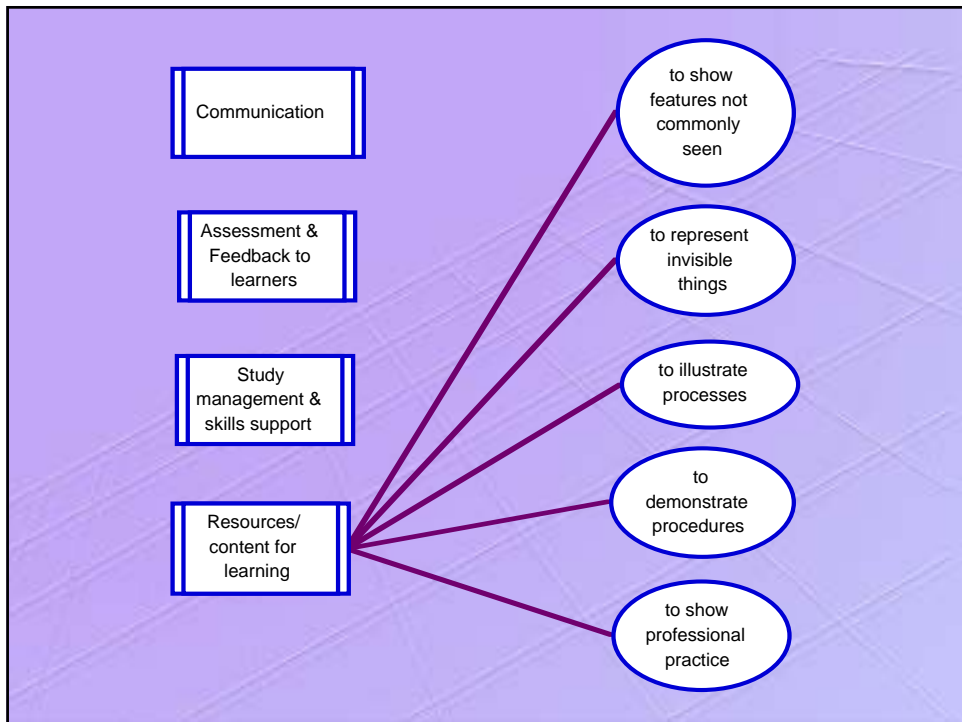 Communication
Assessment &
Feedback to
learners
Study
management &
skills support
Resources/
content for
learning
to show
features not
commonly
seen
to represent
invisible
things
to illustrate
processes
to
demonstrate
procedures
to show
professional
practice